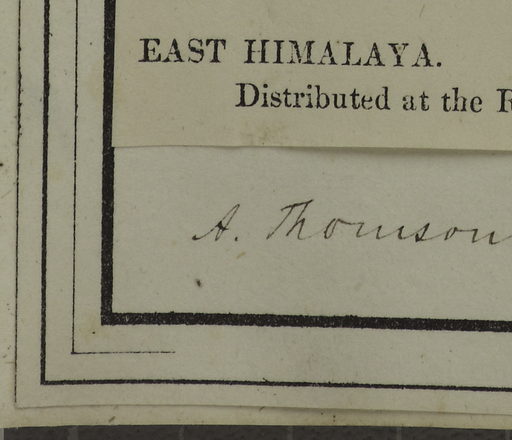 EAST HIMALAYA.
Distributed at the
A. Thomson